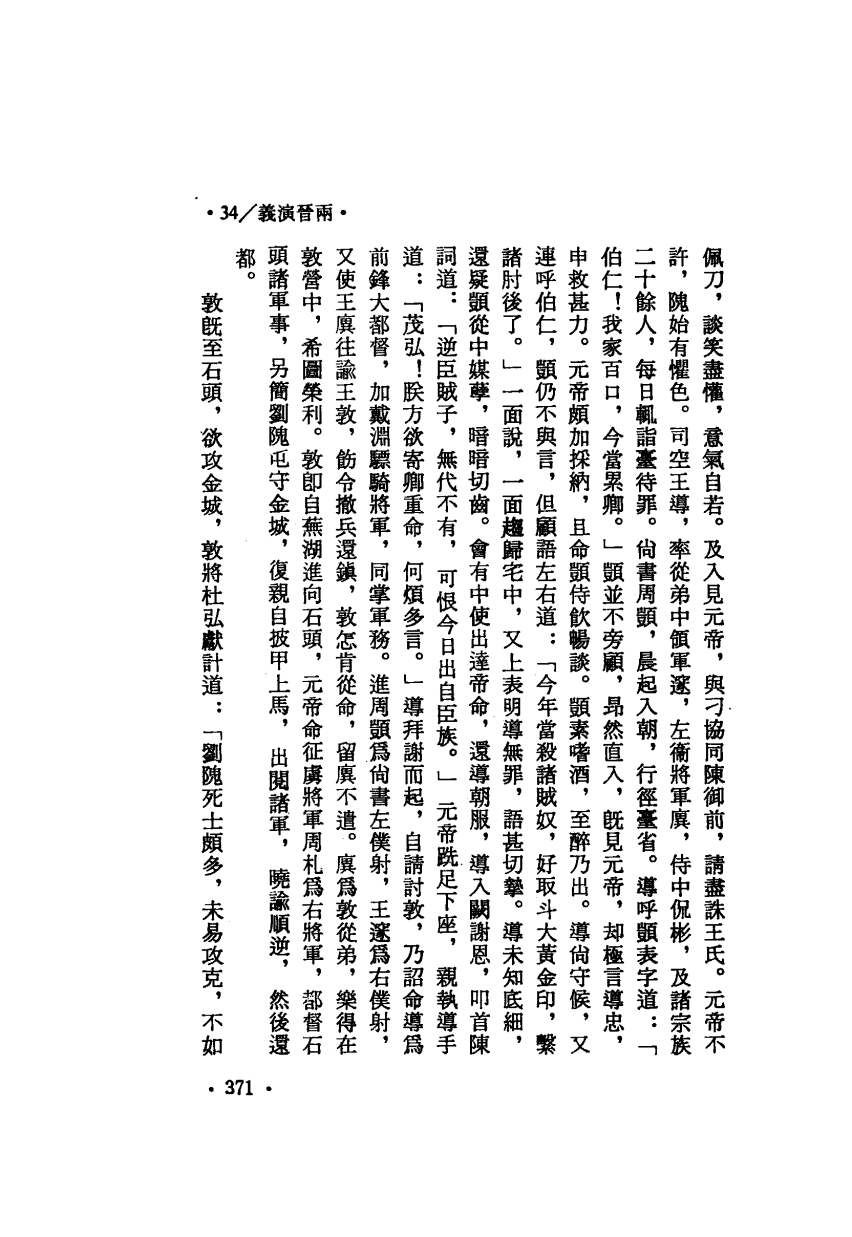 •34／義演晉兩•
佩刀，談笑盡懽，意氣自若。及入見元帝，與刁協同陳御前，請盡誅王氏。元帝不
許，隗始有懼色。司空王導，率從弟中領軍邃，左衞將軍廙，侍中侃彬，及諸宗族
二十餘人，每日輒詣臺待罪。尙書周顗，晨起入朝，行徑臺省。導呼顗表字道：「
伯仁！我家百口，今當累卿。」顗並不旁顧，昻然直入，旣見元帝，却極言導忠，
申救甚力。元帝頗加採納，且命顗侍飮暢談。顗素嗜酒，至醉乃出。導尙守候，又
連呼伯仁，顗仍不與言，但顧語左右道：「今年當殺諸賊奴，好取斗大黃金印，繫
諸肘後了。」一面說，一面趨歸宅中，又上表明導無罪，語甚切摯。導未知底細，
還疑顗從中媒孽，暗暗切齒。會有中使出達帝命，還導朝服，導入闕謝恩，叩首陳
詞道：「逆臣賊子，無代不有，可恨今日出自臣族。」元帝跣足下座，親執導手
道：「茂弘！朕方欲寄卿重命，何煩多言。」導拜謝而起，自請討敦，乃詔命導爲
前鋒大都督，加戴淵驃騎將軍，同掌軍務。進周顗爲尙書左僕射，王邃爲右僕射，
又使王廙往諭王敦，飭令撤兵還鎭，敦怎肯從命，留廙不遣。廙爲敦從弟，樂得在
敦營中，希圖榮利。敦卽自蕪湖進向石頭，元帝命征虜將軍周札爲右將軍，都督石
頭諸軍事，另簡劉隗屯守金城，復親自披甲上馬，出閱諸軍，曉諭順逆，然後還
都。
敦旣至石頭，欲攻金城，敦將杜弘獻計道：「劉隗死士頗多，未易攻克，不如
•371•